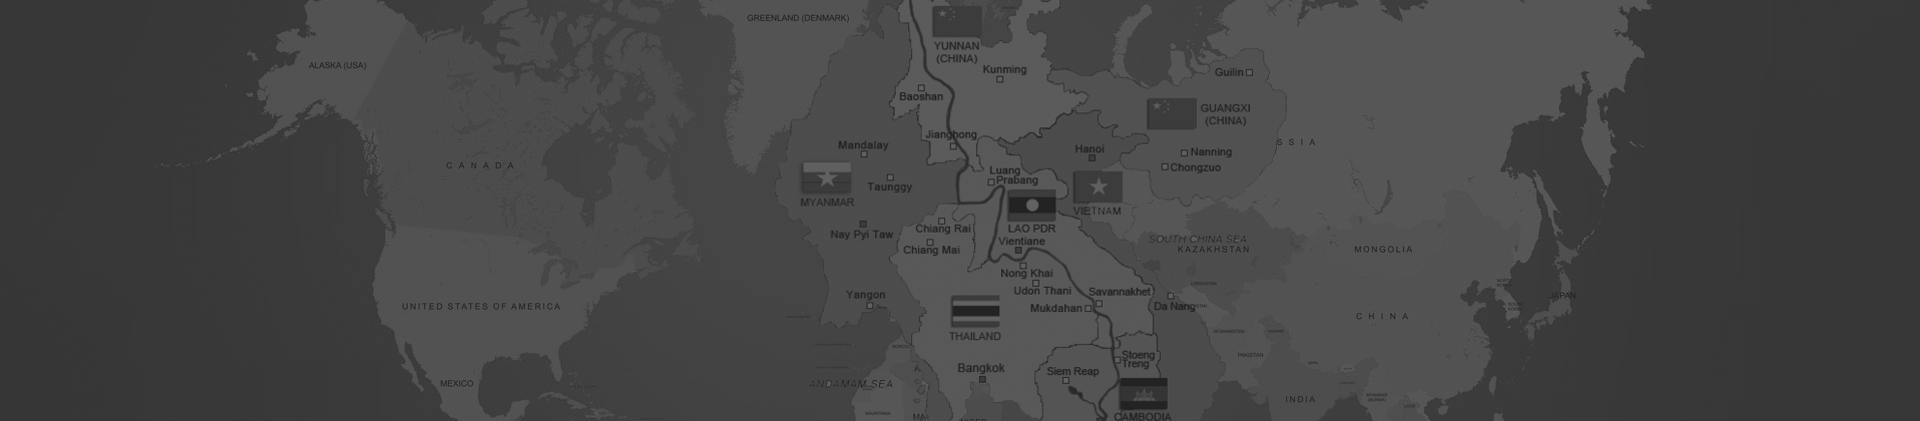 GREENLAND (DENMARK)
ALASKA (USA)
YUNNAN
(CHINA)
Kunming
Guilin
Baoshan
GUANGXI
(CHINA)
Jianghong
SSIA
Mandalay
Hanoi
Nanning
CANADA
Chongzuo
Luang
Prabang
Taunggy
MYANMAR
VIETNAM
Chiang Rai
LAO PDR
Nay Pyi Taw
Vientiane
SOUTH CHINA SEA
Chiang Mai
KAZAKHSTAN
MONGOLIA
Nong Khai
Udon Thani
Savannakhet
Yangon
JAPAN
UNITED STATES OF AMERICA
Mukdahan
Da Nang
CHINA
THAILAND
Stoeng
Treng
PAKISTAN
Bangkok
Siem Reap
MEXICO
ANDAMAM SEA
INDIA
CAMBODIA
MA-